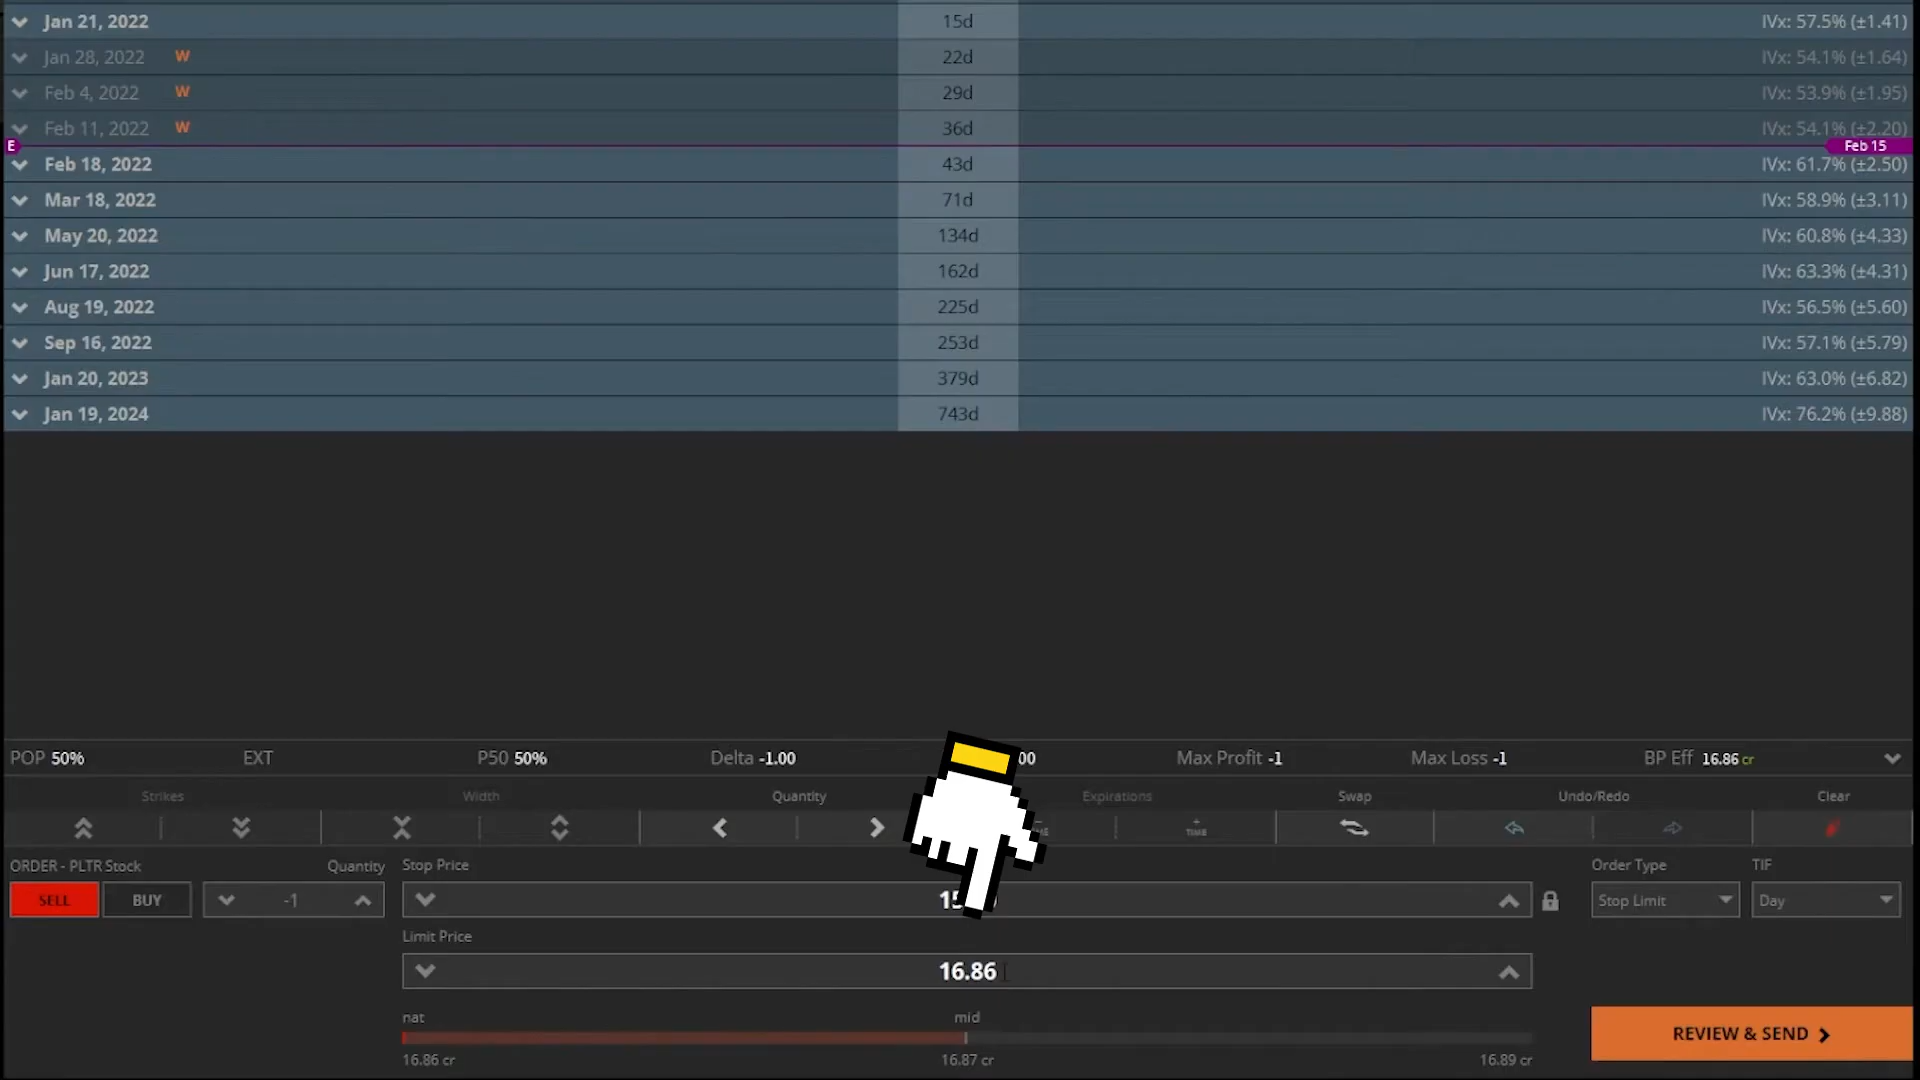 Jan 21, 2022 15d IVx: 57.5% (±1.41)
Jan 28, 2022 W 22d IVx: 54.1% (±1.64)
Feb 4, 2022 W 29d IVx: 53.9% (±1.95)
Feb 11, 2022 W 36d IVx: 54.1% (±2.20)
E Feb 15
Feb 18, 2022 43d IVx: 61.7% (±2.50)
Mar 18, 2022 71d IVx: 58.9% (±3.11)
May 20, 2022 134d IVx: 60.8% (±4.33)
Jun 17, 2022 162d IVx: 63.3% (±4.31)
Aug 19, 2022 225d IVx: 56.5% (±5.60)
Sep 16, 2022 253d IVx: 57.1% (±5.79)
Jan 20, 2023 379d IVx: 63.0% (±6.82)
Jan 19, 2024 743d IVx: 76.2% (±9.88)
POP 50% EXT P50 50% Delta -1.00 Max Profit -1 Max Loss -1 BP Eff 16.86 cr
Strikes Width Quantity Expirations Swap Undo/Redo Clear
+ TIME
ORDER - PLTR Stock Quantity Stop Price Order Type TIF
SELL BUY -1 Stop Limit Day
Limit Price
16.86
nat mid
16.86 cr 16.87 cr 16.89 cr
REVIEW & SEND